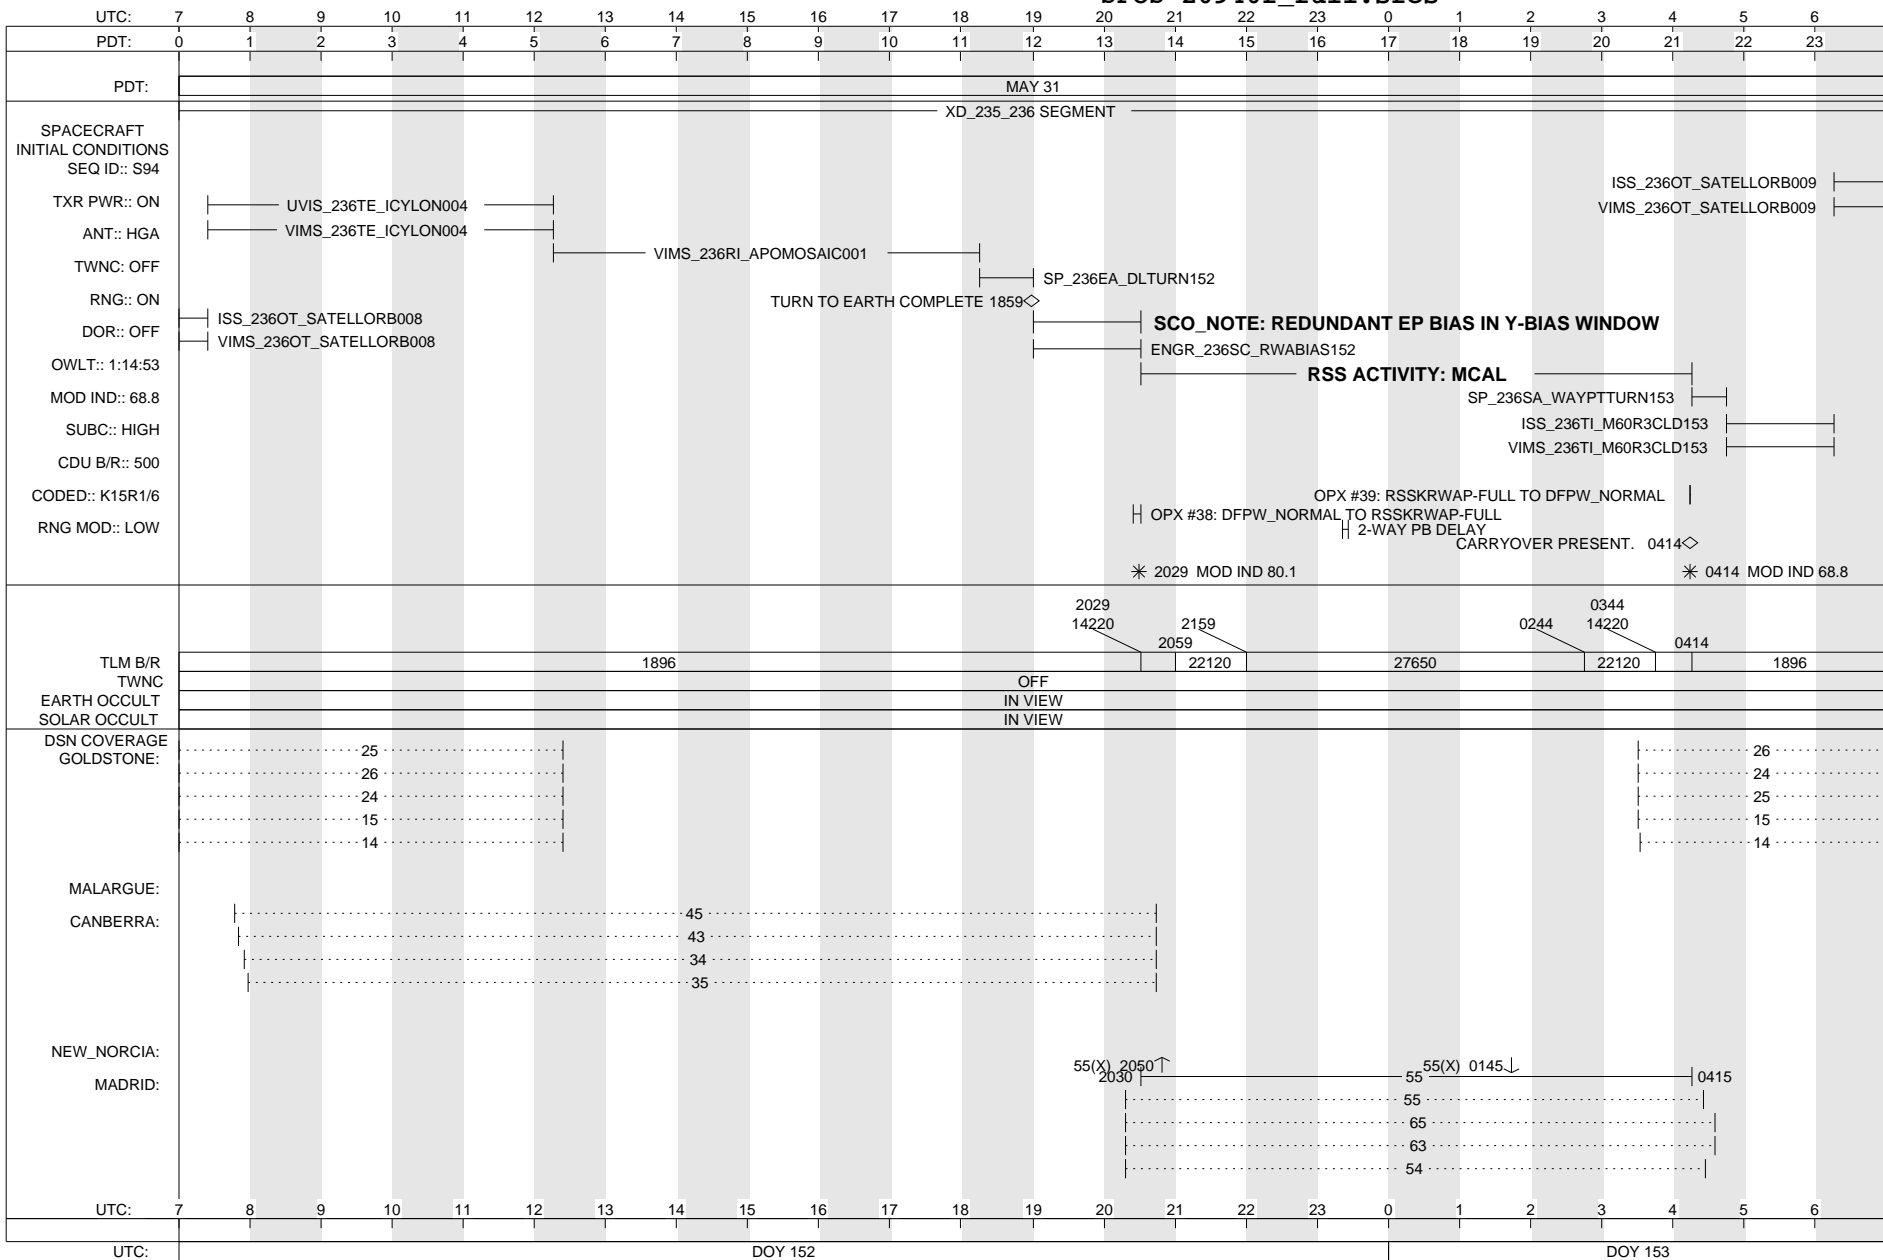 UTC: 7 8 9 10 11 12 13 14 15 16 17 18 19 20 21 22 23 0 1 2 3 4 5 6
PDT: 0 1 2 3 4 5 6 7 8 9 10 11 12 13 14 15 16 17 18 19 20 21 22 23
PDT: MAY 31
XD_235_236 SEGMENT
SPACECRAFT
INITIAL CONDITIONS
SEQ ID:: S94
ISS_236OT_SATELLORB009
TXR PWR:: ON
UVIS_236TE_ICYLON004
VIMS_236OT_SATELLORB009
ANT:: HGA
VIMS_236TE_ICYLON004
VIMS_236RI_APOMOSAIC001
TWNC: OFF
SP_236EA_DLTURN152
RNG:: ON
TURN TO EARTH COMPLETE 1859
ISS_236OT_SATELLORB008
SCO_NOTE: REDUNDANT EP BIAS IN Y-BIAS WINDOW
DOR:: OFF
VIMS_236OT_SATELLORB008
ENGR_236SC_RWABIAS152
OWLT:: 1:14:53
RSS ACTIVITY: MCAL
MOD IND:: 68.8
SP_236SA_WAYPTTURN153
ISS_236TI_M60R3CLD153
SUBC:: HIGH
VIMS_236TI_M60R3CLD153
CDU B/R:: 500
CODED:: K15R1/6
OPX #39: RSSKRWAP-FULL TO DFPW_NORMAL
OPX #38: DFPW_NORMAL TO RSSKRWAP-FULL
RNG MOD:: LOW
2-WAY PB DELAY
CARRYOVER PRESENT. 0414
2029 MOD IND 80.1
0414 MOD IND 68.8
2029 0344
14220 2159 0244 14220
2059 0414
TLM B/R 1896 22120 27650 22120 1896
TWNC OFF
EARTH OCCULT IN VIEW
SOLAR OCCULT IN VIEW
DSN COVERAGE
GOLDSTONE:
25 26
26 24
24 25
15 15
14 14
MALARGUE:
CANBERRA:
45
43
34
35
NEW_NORCIA:
55(X) 2050 55(X) 0145
MADRID:
2030 55 0415
55
65
63
54
UTC: 7 8 9 10 11 12 13 14 15 16 17 18 19 20 21 22 23 0 1 2 3 4 5 6
UTC: DOY 152 DOY 153